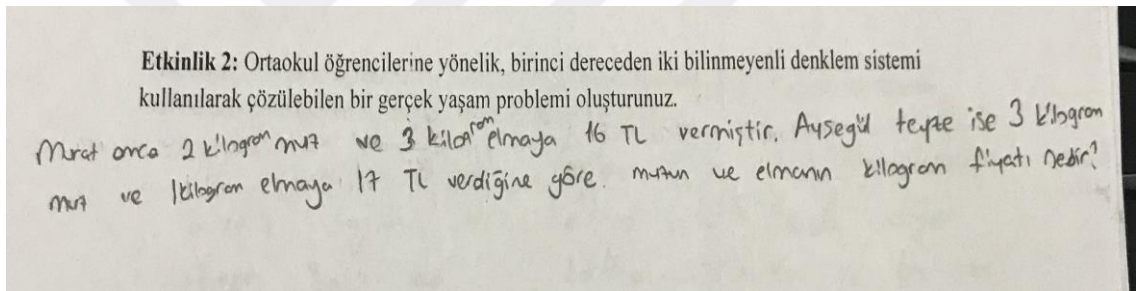 Etkinlik 2: Ortaokul öğrencilerine yönelik, birinci dereceden iki bilinmeyenli denklem sistemi
kullanılarak çözülebilen bir gerçek yaşam problemi oluşturunuz.
Murat amca 2 kilogram muz ve 3 kilogram elmaya 16 TL vermiştir. Ayşegül teyze ise 3 kilogram
muz ve 1 kilogram elmaya 17 TL verdiğine göre. muzun ve elmanın kilogram fiyatı nedir?